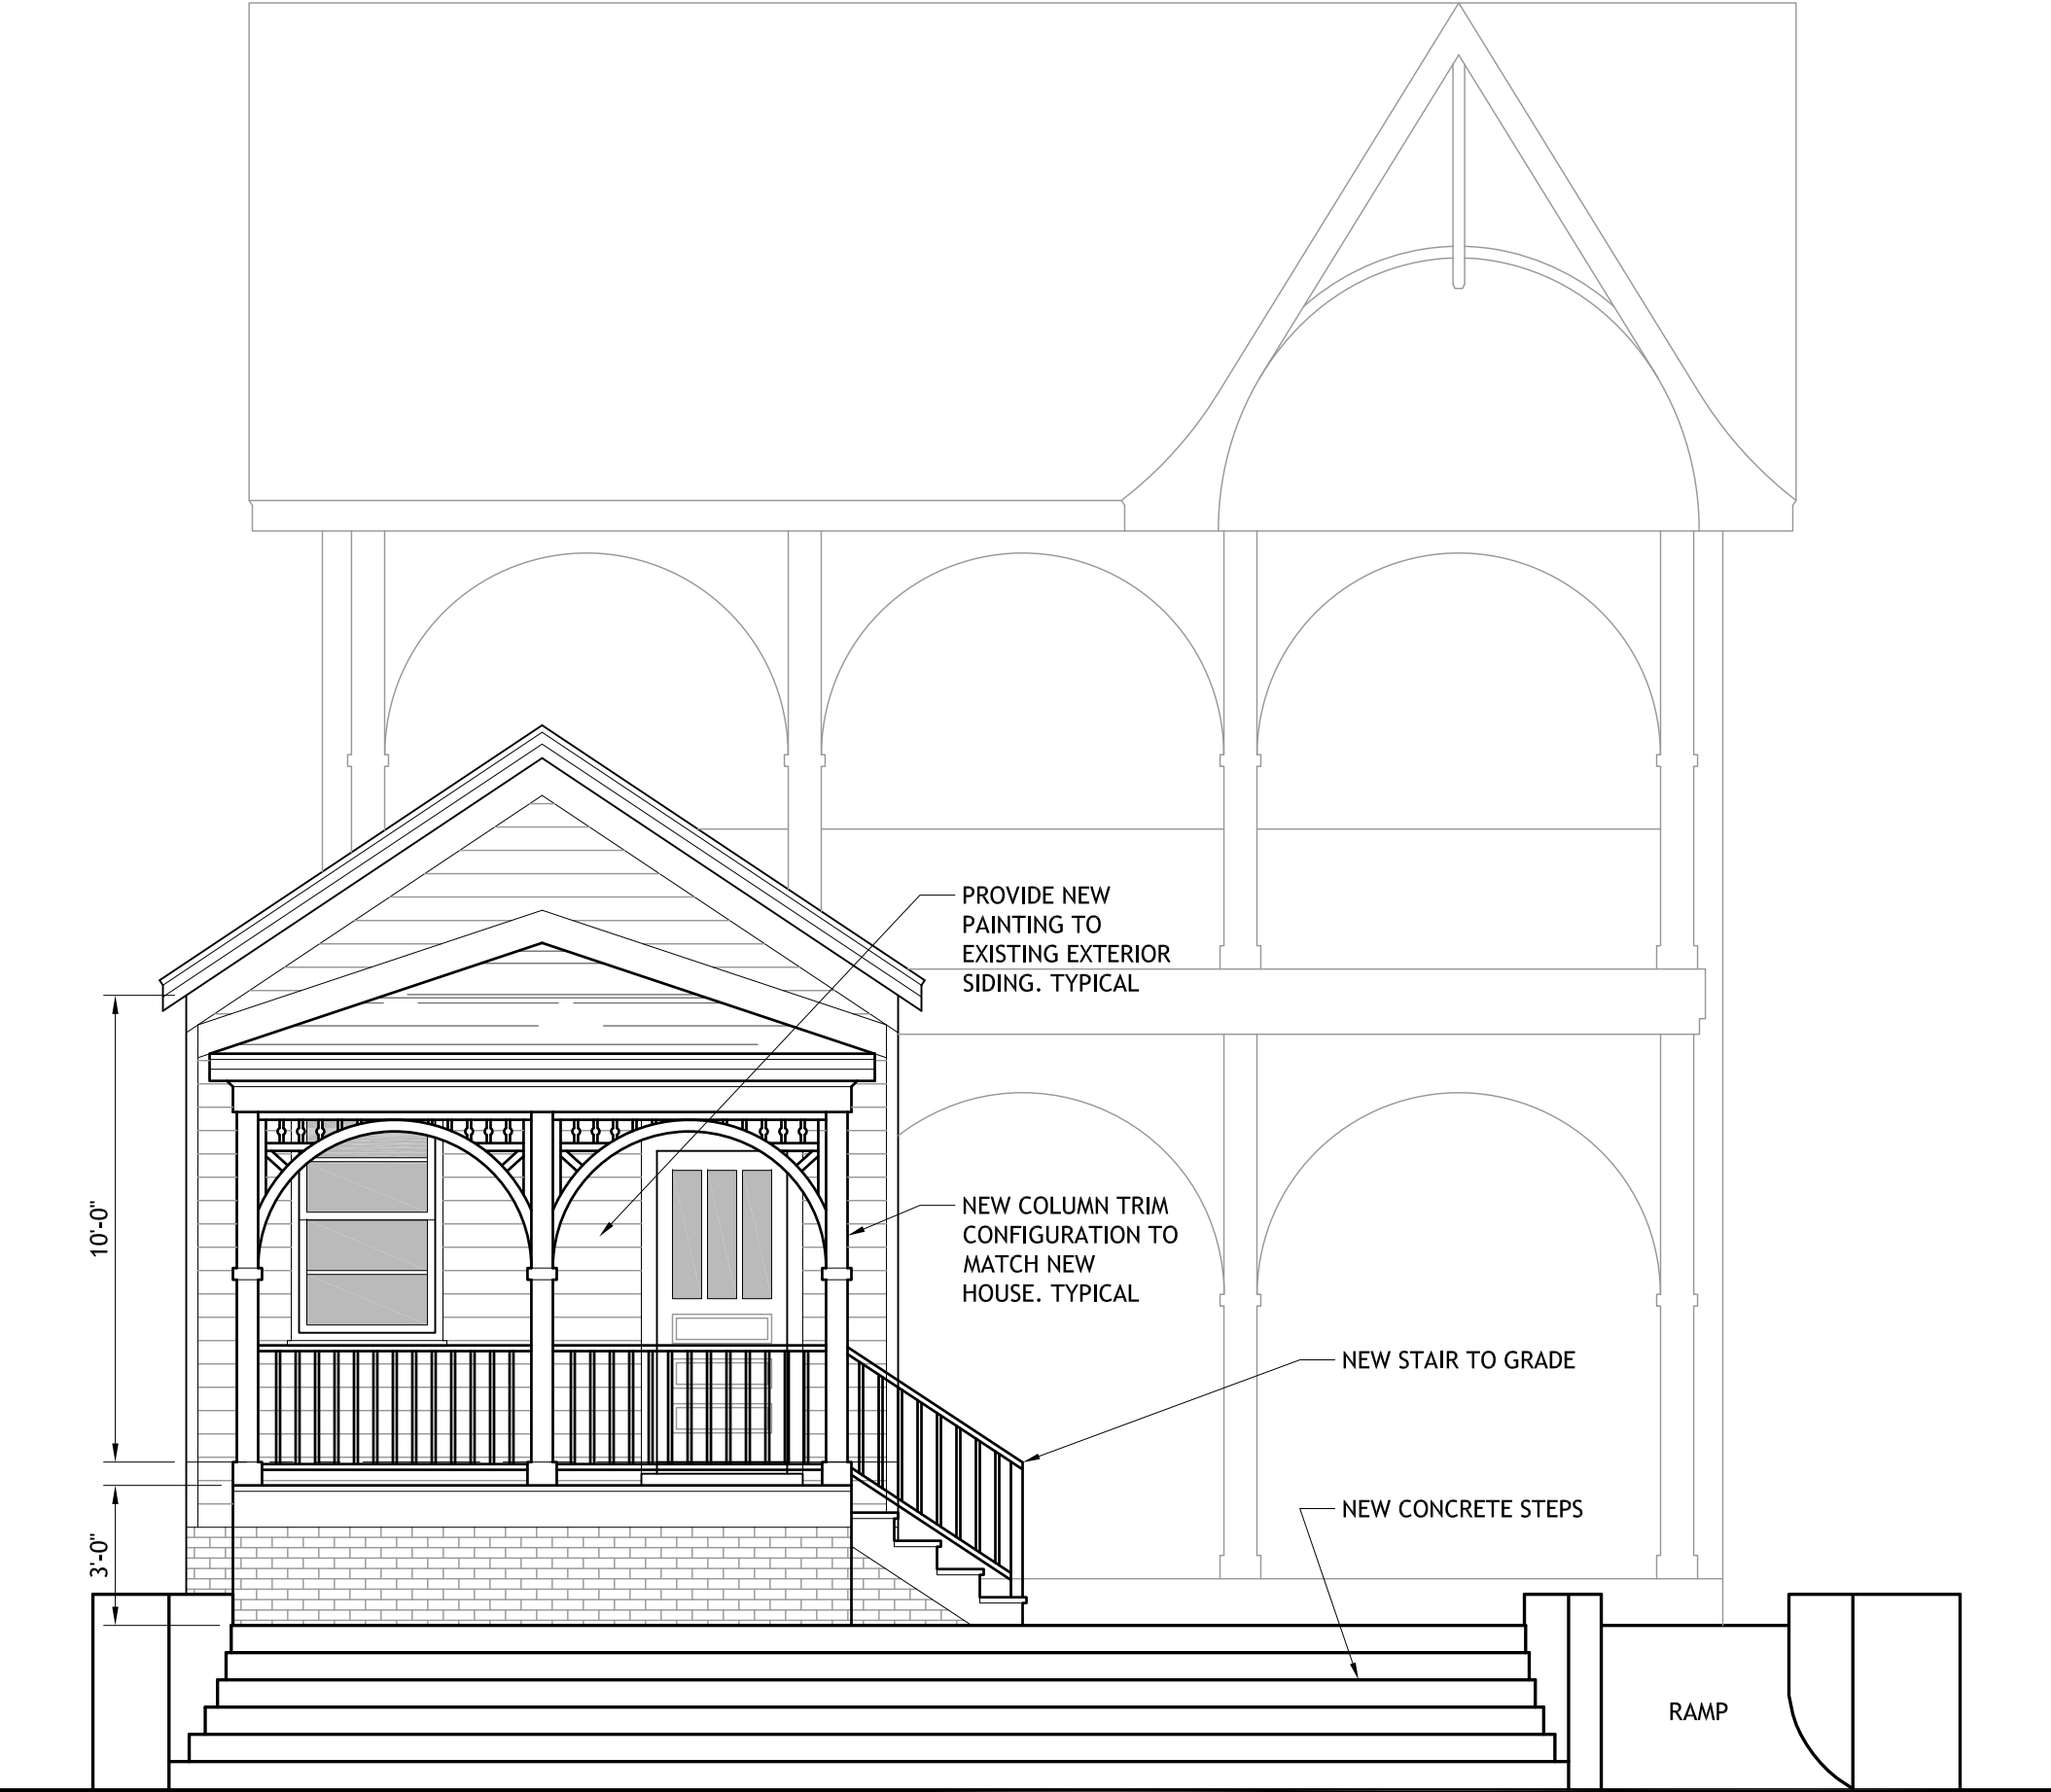 PROVIDE NEW
PAINTING TO
EXISTING EXTERIOR
SIDING. TYPICAL
NEW COLUMN TRIM
CONFIGURATION TO
MATCH NEW
HOUSE. TYPICAL
10'-0"
NEW STAIR TO GRADE
NEW CONCRETE STEPS
3'-0"
RAMP